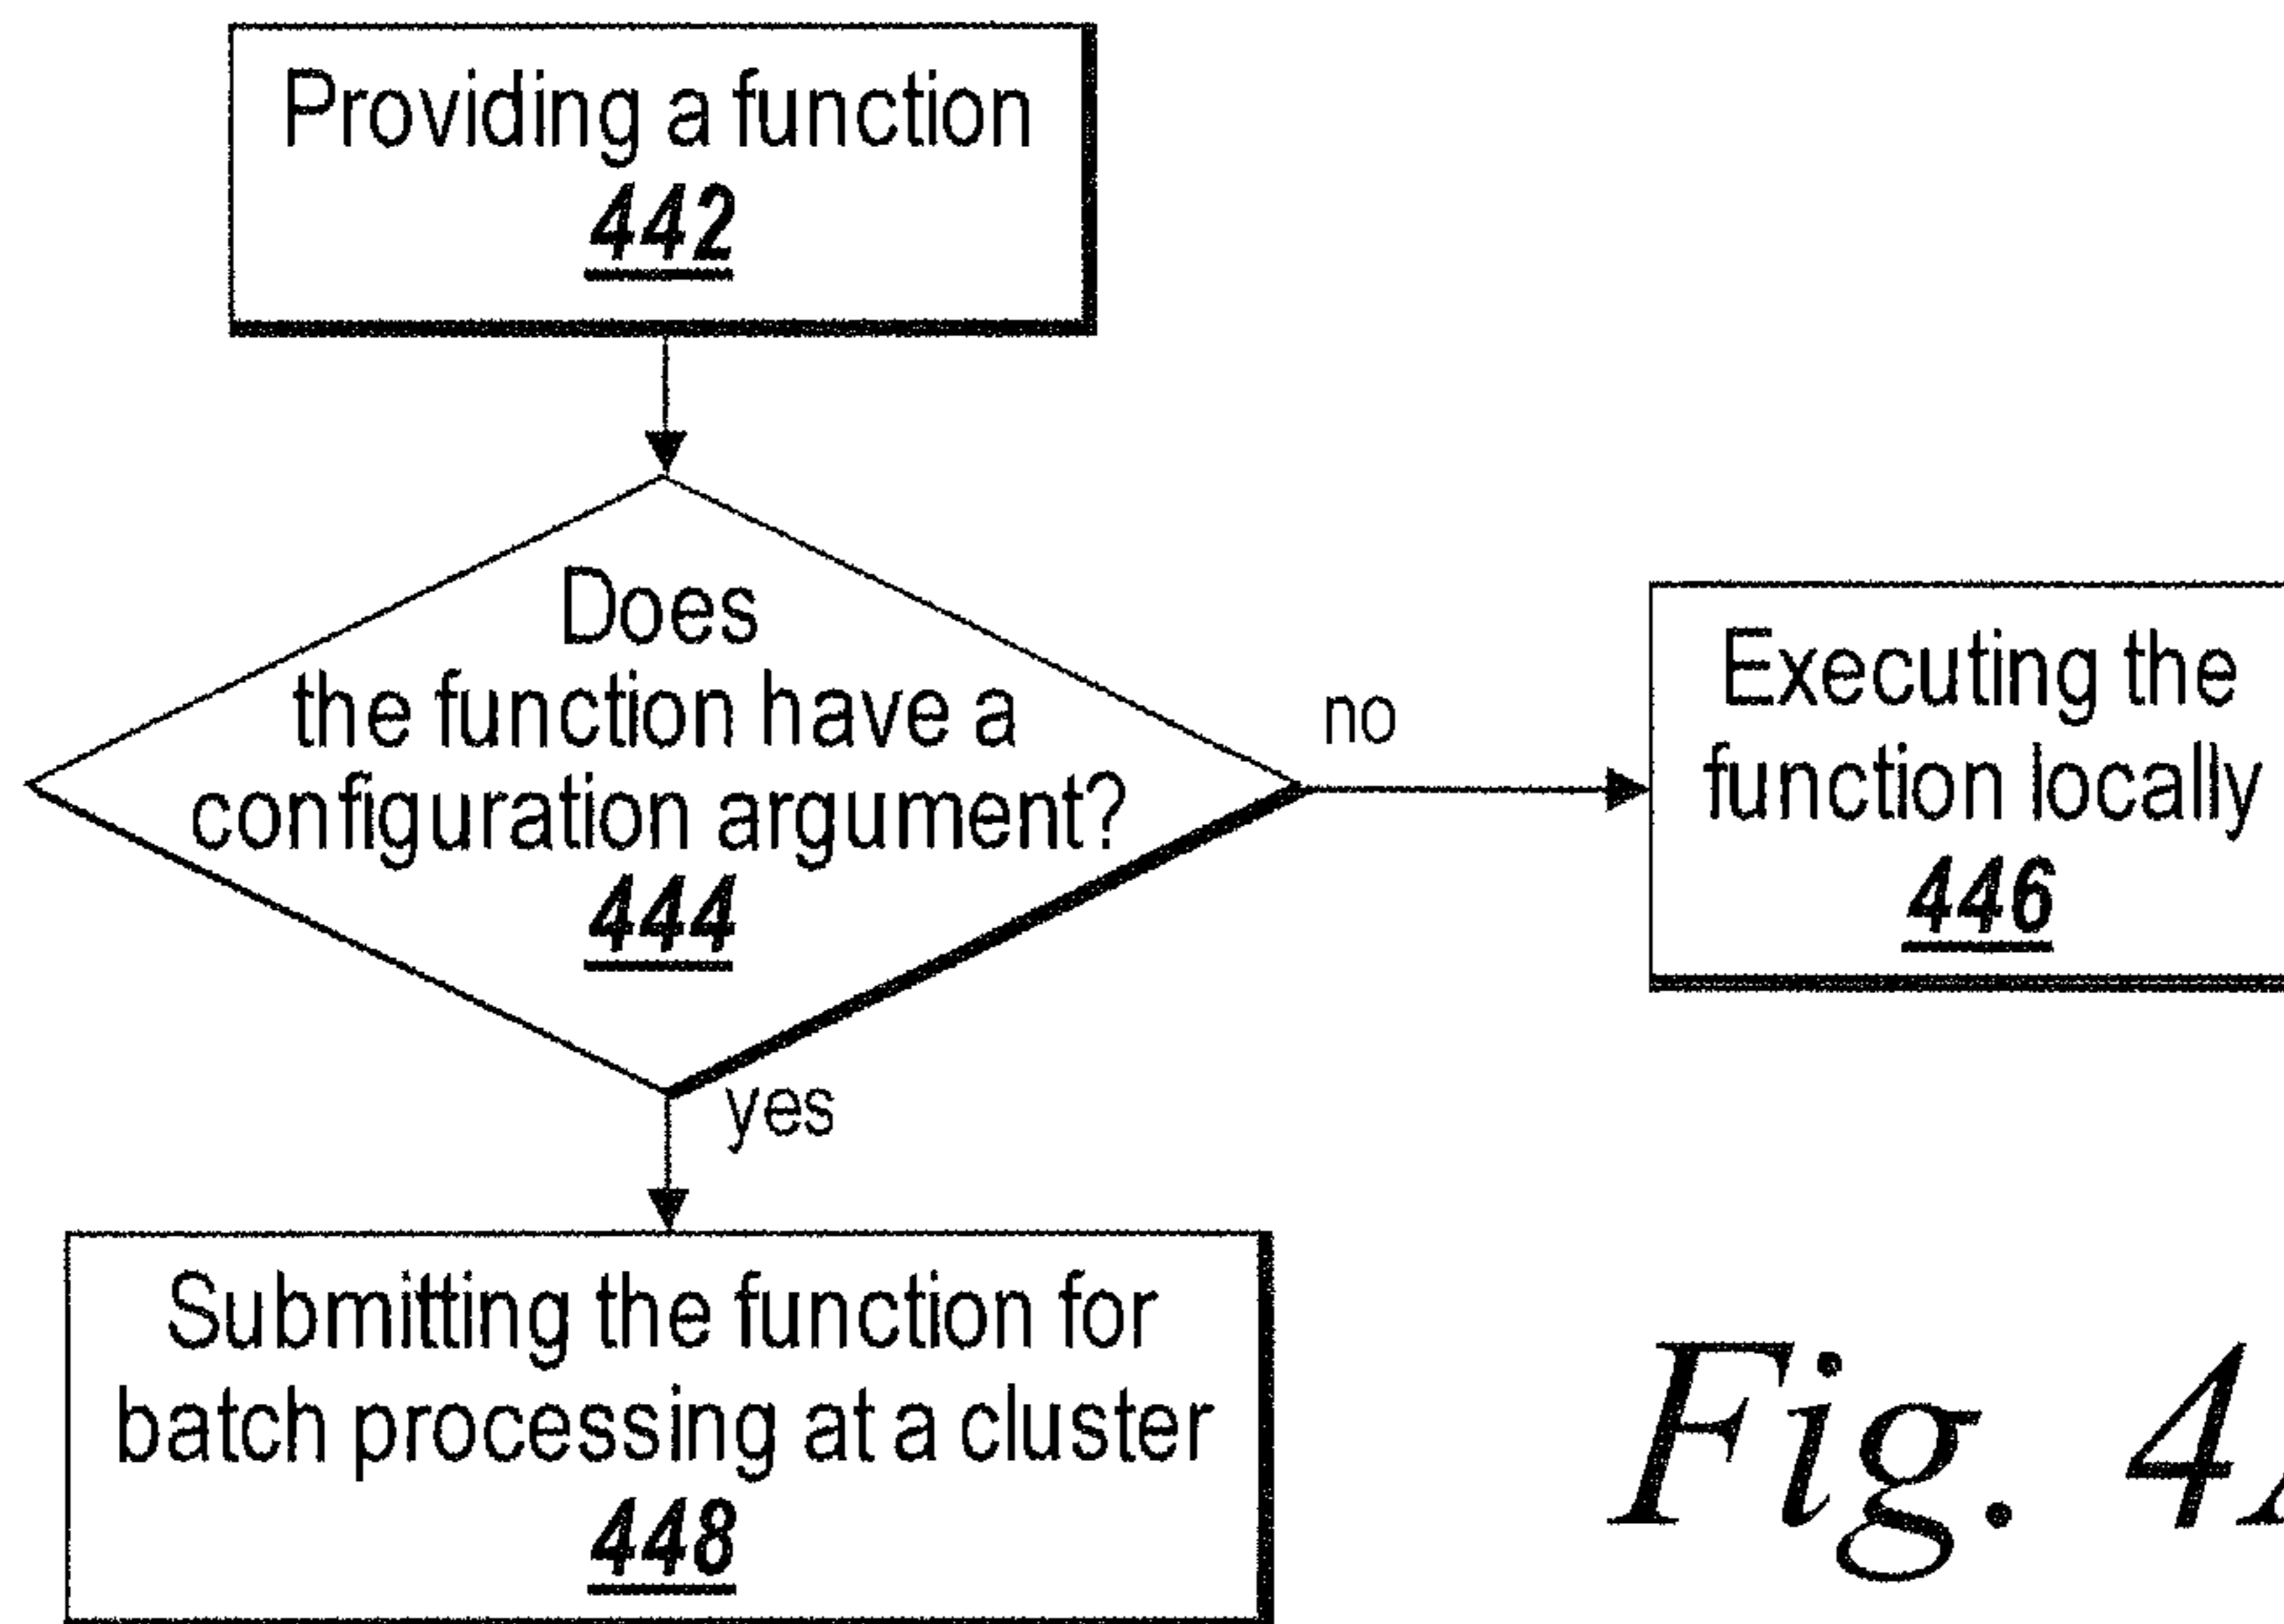 Providing a function
442
Does
the function have a
configuration argument?
444
no
Executing the
function locally
446
yes
Submitting the function for
batch processing at a cluster
448
Fig.